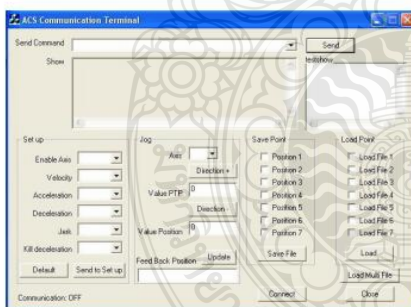 ACS Communication Terminal
Send Command
Send
Show
testshow
Set up
Enable Axis
Velocity
Acceleration
Deceleration
Jerk
Kill deceleration
Default
Send to Set up
Jog
Axis
Direction +
Value PTP
0
Direction -
Value Position
0
Feed Back Position
Update
Save Point
Position 1
Position 2
Position 3
Position 4
Position 5
Position 6
Position 7
Save File
Load Point
Load File 1
Load File 2
Load File 3
Load File 4
Load File 5
Load File 6
Load File 7
Load
Load Multi File
Communication: OFF
Connect
Close